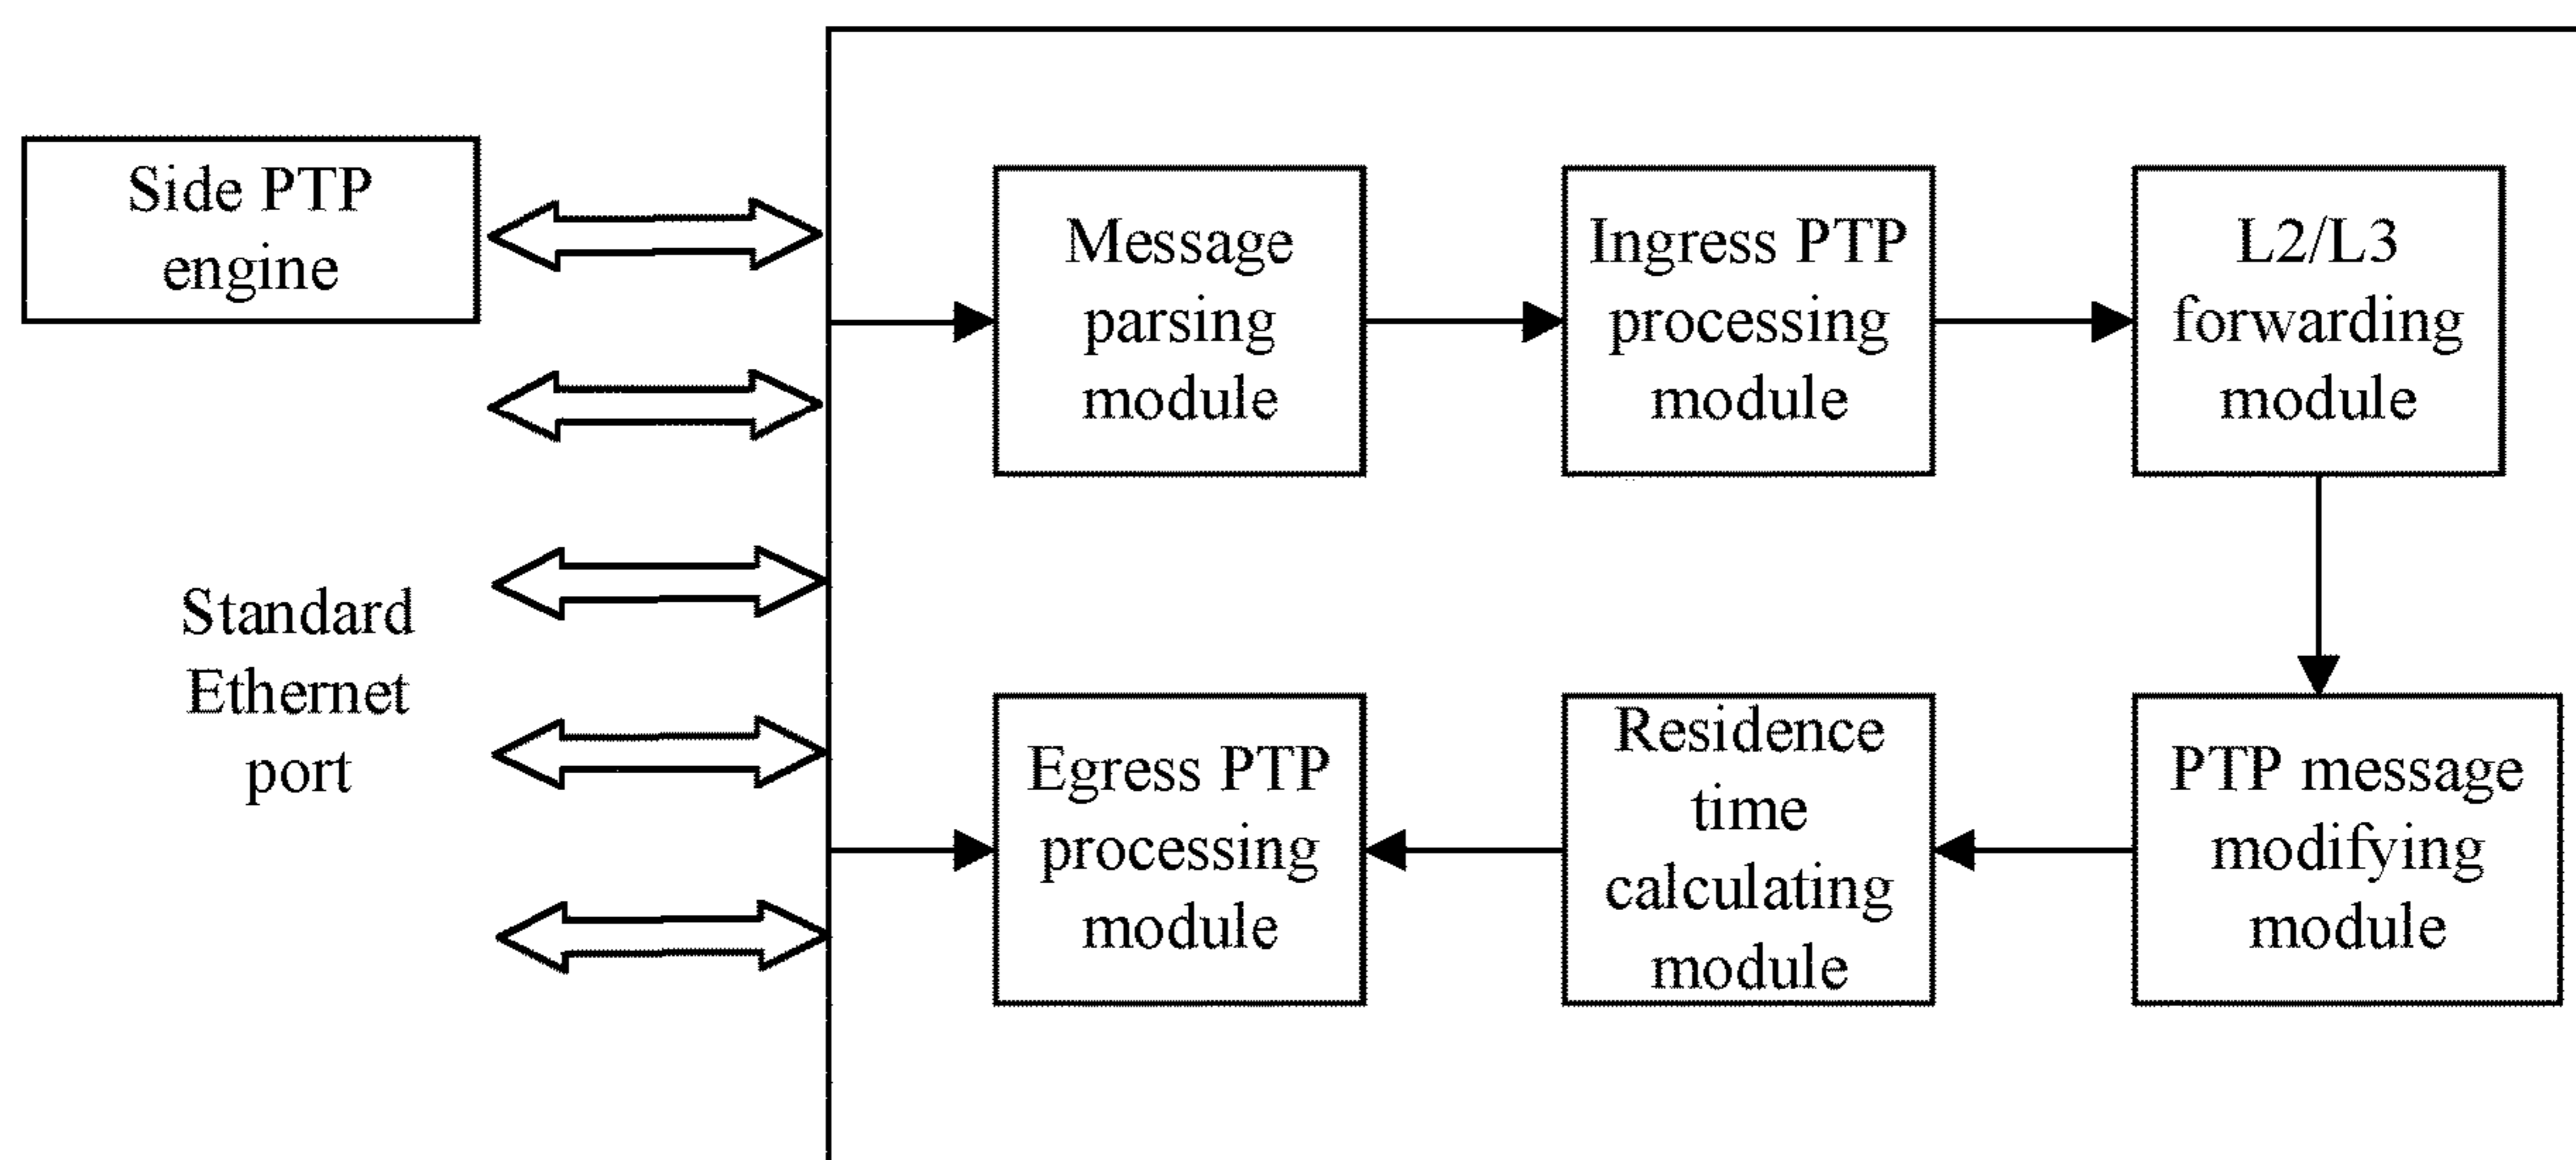 Side PTP
engine
Message
parsing
module
Ingress PTP
processing
module
L2/L3
forwarding
module
Standard
Ethernet
port
Egress PTP
processing
module
Residence
time
calculating
module
PTP message
modifying
module